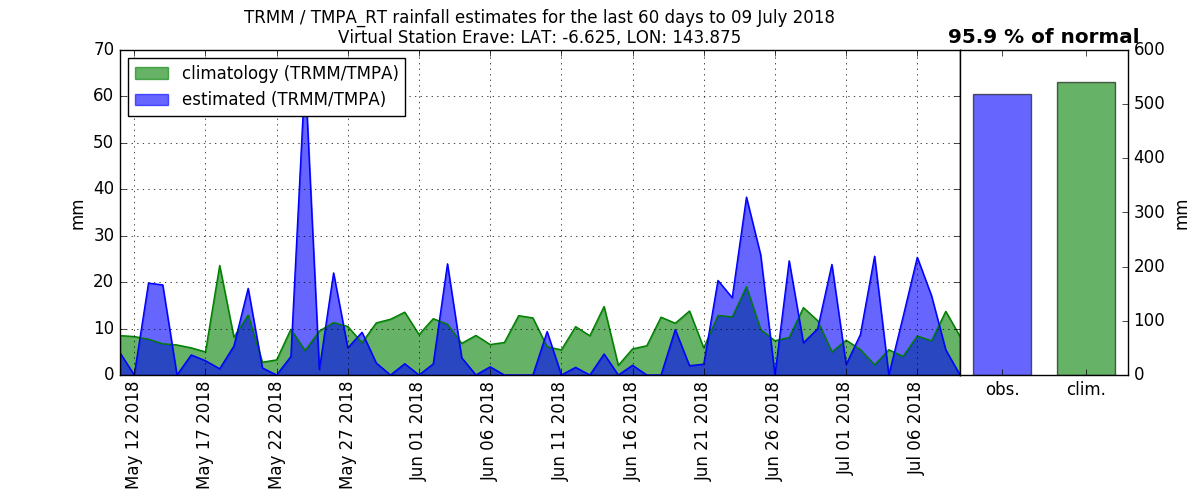 TRMM / TMPA_RT rainfall estimates for the last 60 days to 09 July 2018
Virtual Station Erave: LAT: -6.625, LON: 143.875
95.9 % of normal
climatology (TRMM/TMPA)
estimated (TRMM/TMPA)
70
60
50
40
30
20
10
0
mm
May 12 2018
May 17 2018
May 22 2018
May 27 2018
Jun 01 2018
Jun 06 2018
Jun 11 2018
Jun 16 2018
Jun 21 2018
Jun 26 2018
Jul 01 2018
Jul 06 2018
600
500
400
300
200
100
0
mm
obs.
clim.